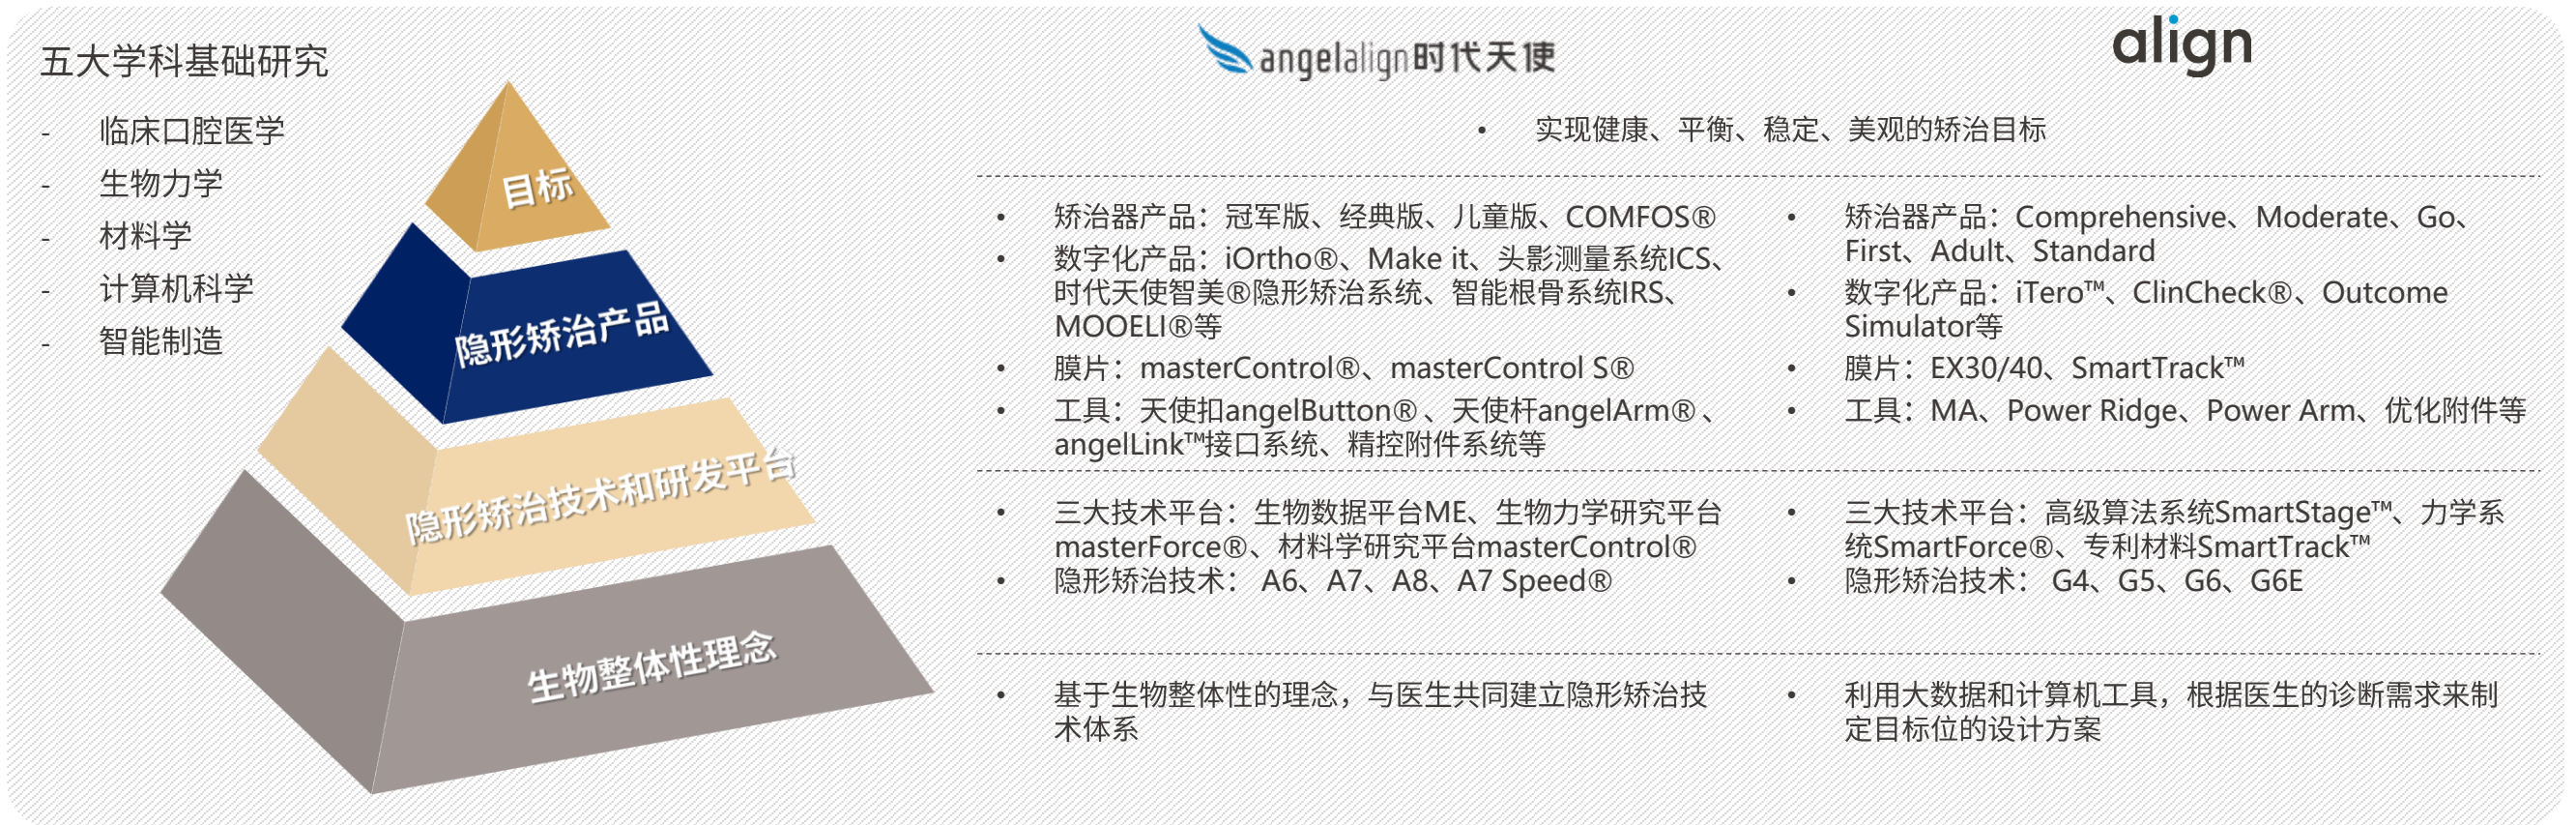 五大学科基础研究
- 临床口腔医学
- 生物力学
- 材料学
- 计算机科学
- 智能制造
目标
隐形矫治产品
隐形矫治技术和研发平台
生物整体性理念
angelalign时代天使
align
• 实现健康、平衡、稳定、美观的矫治目标
• 矫治器产品：冠军版、经典版、儿童版、COMFOS®
• 数字化产品：iOrtho®、Make it、头影测量系统ICS、
时代天使智美®隐形矫治系统、智能根骨系统IRS、
MOOELI®等
• 膜片：masterControl®、masterControl S®
• 工具：天使扣angelButton® 、天使杆angelArm® 、
angelLink™接口系统、精控附件系统等
• 矫治器产品：Comprehensive、Moderate、Go、
First、Adult、Standard
• 数字化产品：iTero™、ClinCheck®、Outcome
Simulator等
• 膜片：EX30/40、SmartTrack™
• 工具：MA、Power Ridge、Power Arm、优化附件等
• 三大技术平台：生物数据平台ME、生物力学研究平台
masterForce®、材料学研究平台masterControl®
• 隐形矫治技术： A6、A7、A8、A7 Speed®
• 三大技术平台：高级算法系统SmartStage™、力学系
统SmartForce®、专利材料SmartTrack™
• 隐形矫治技术： G4、G5、G6、G6E
• 基于生物整体性的理念，与医生共同建立隐形矫治技
术体系
• 利用大数据和计算机工具，根据医生的诊断需求来制
定目标位的设计方案